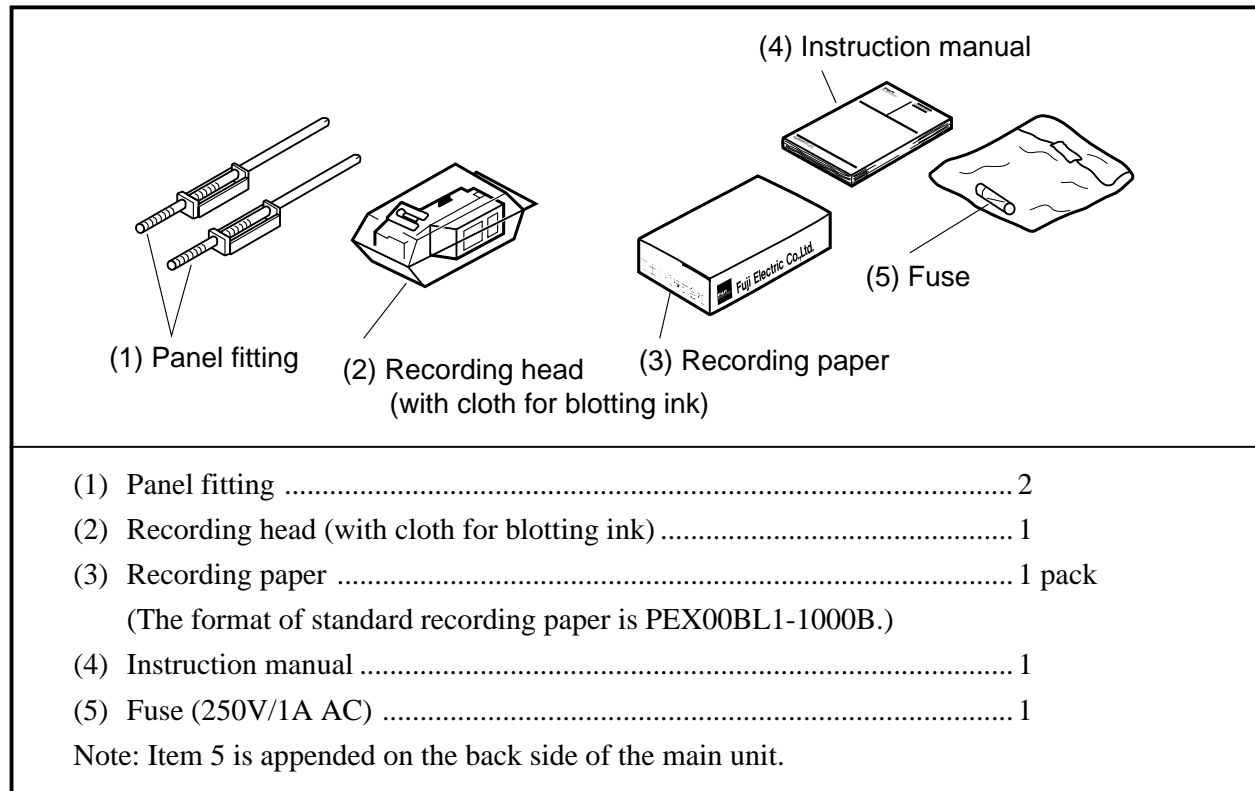 (4) Instruction manual
Fuji Electric Co.,Ltd.
(5) Fuse
(1) Panel fitting
(2) Recording head
(with cloth for blotting ink)
(3) Recording paper
(1) Panel fitting ........ 2
(2) Recording head (with cloth for blotting ink) ........ 1
(3) Recording paper ........ 1 pack
(The format of standard recording paper is PEX00BL1-1000B.)
(4) Instruction manual ........ 1
(5) Fuse (250V/1A AC) ........ 1
Note: Item 5 is appended on the back side of the main unit.